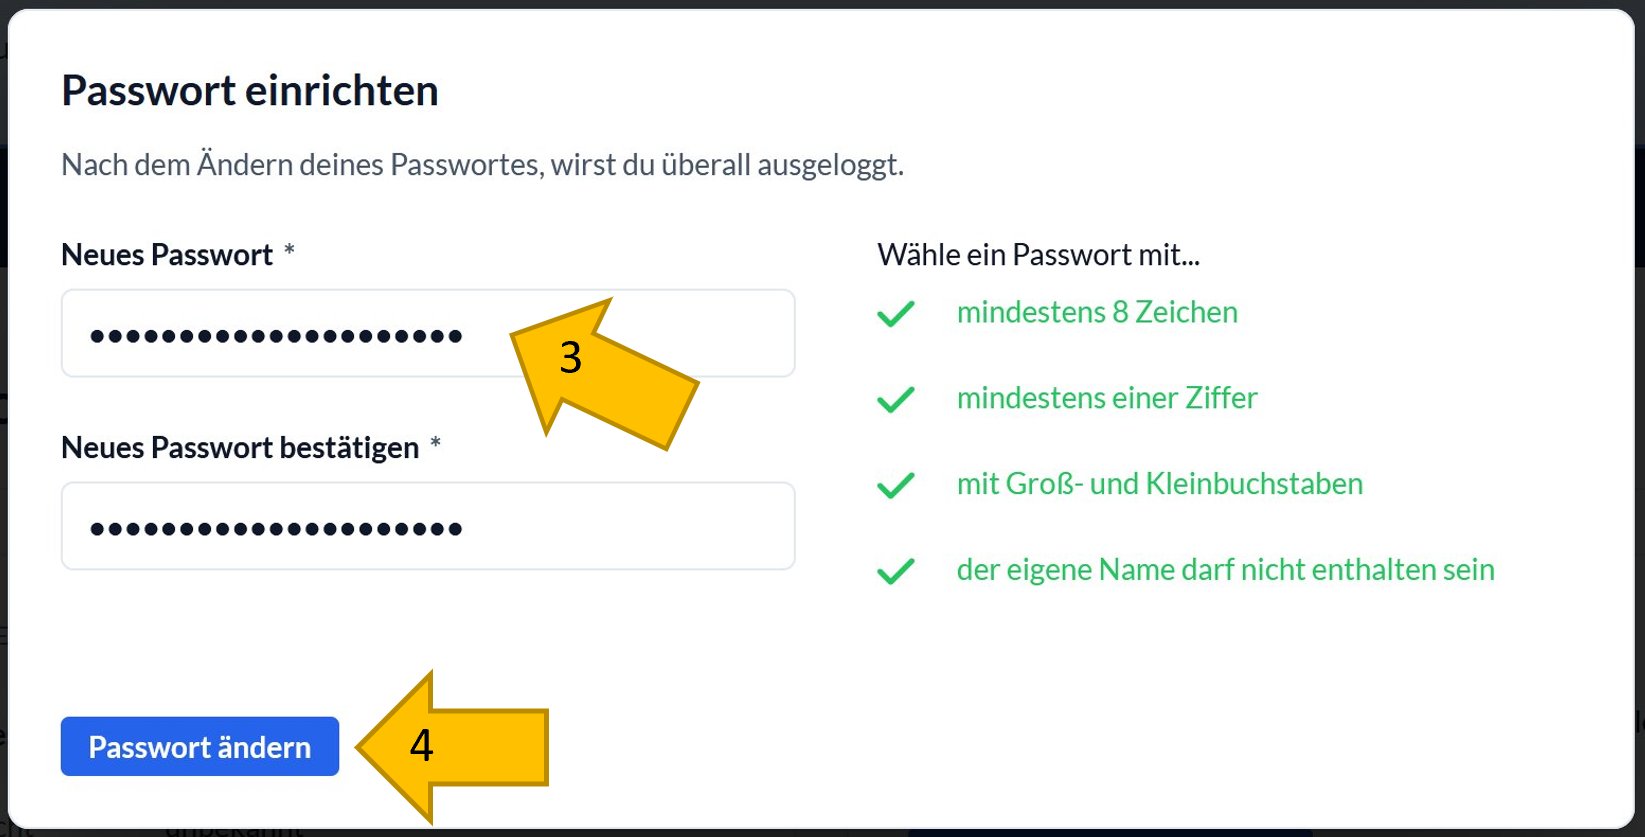 Passwort einrichten
Nach dem Ändern deines Passwortes, wirst du überall ausgeloggt.
Neues Passwort *
●●●●●●●●●●●●●●●●●●●●●
3
Neues Passwort bestätigen *
●●●●●●●●●●●●●●●●●●●●●
Wähle ein Passwort mit...
mindestens 8 Zeichen
mindestens einer Ziffer
mit Groß- und Kleinbuchstaben
der eigene Name darf nicht enthalten sein
Passwort ändern
4